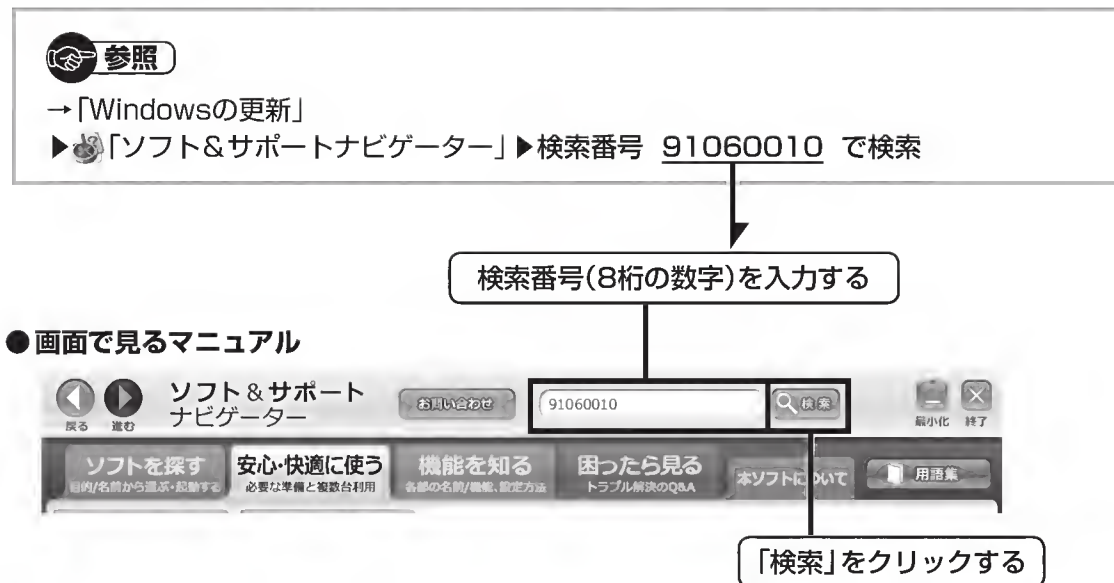 参照
→「Windowsの更新」
▶「ソフト&サポートナビゲーター」▶検索番号 91060010 で検索
検索番号(8桁の数字)を入力する
●画面で見るマニュアル
戻る 進む
ソフト&サポート
ナビゲーター
お問い合わせ
91060010
検索
最小化 終了
ソフトを探す
目的/名前から選ぶ・起動する
安心・快適に使う
必要な準備と複数台利用
機能を知る
各部の名前/機能、設定方法
困ったら見る
トラブル解決のQ&A
本ソフトについて
用語集
「検索」をクリックする